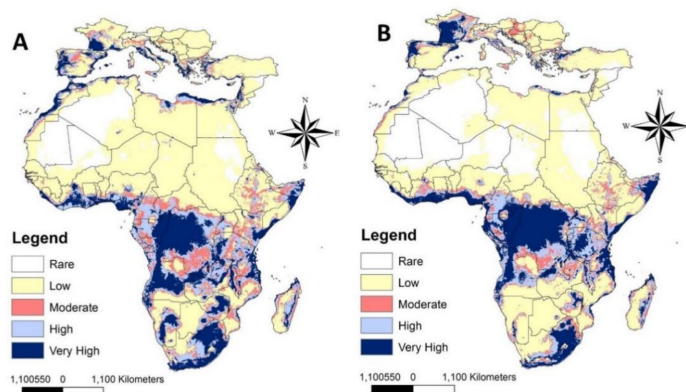 A
N
W
E
S
Legend
Rare
Low
Moderate
High
Very High
1,100550 0 1,100 Kilometers
B
N
W
E
S
Legend
Rare
Low
Moderate
High
Very High
1,100550 0 1,100 Kilometers